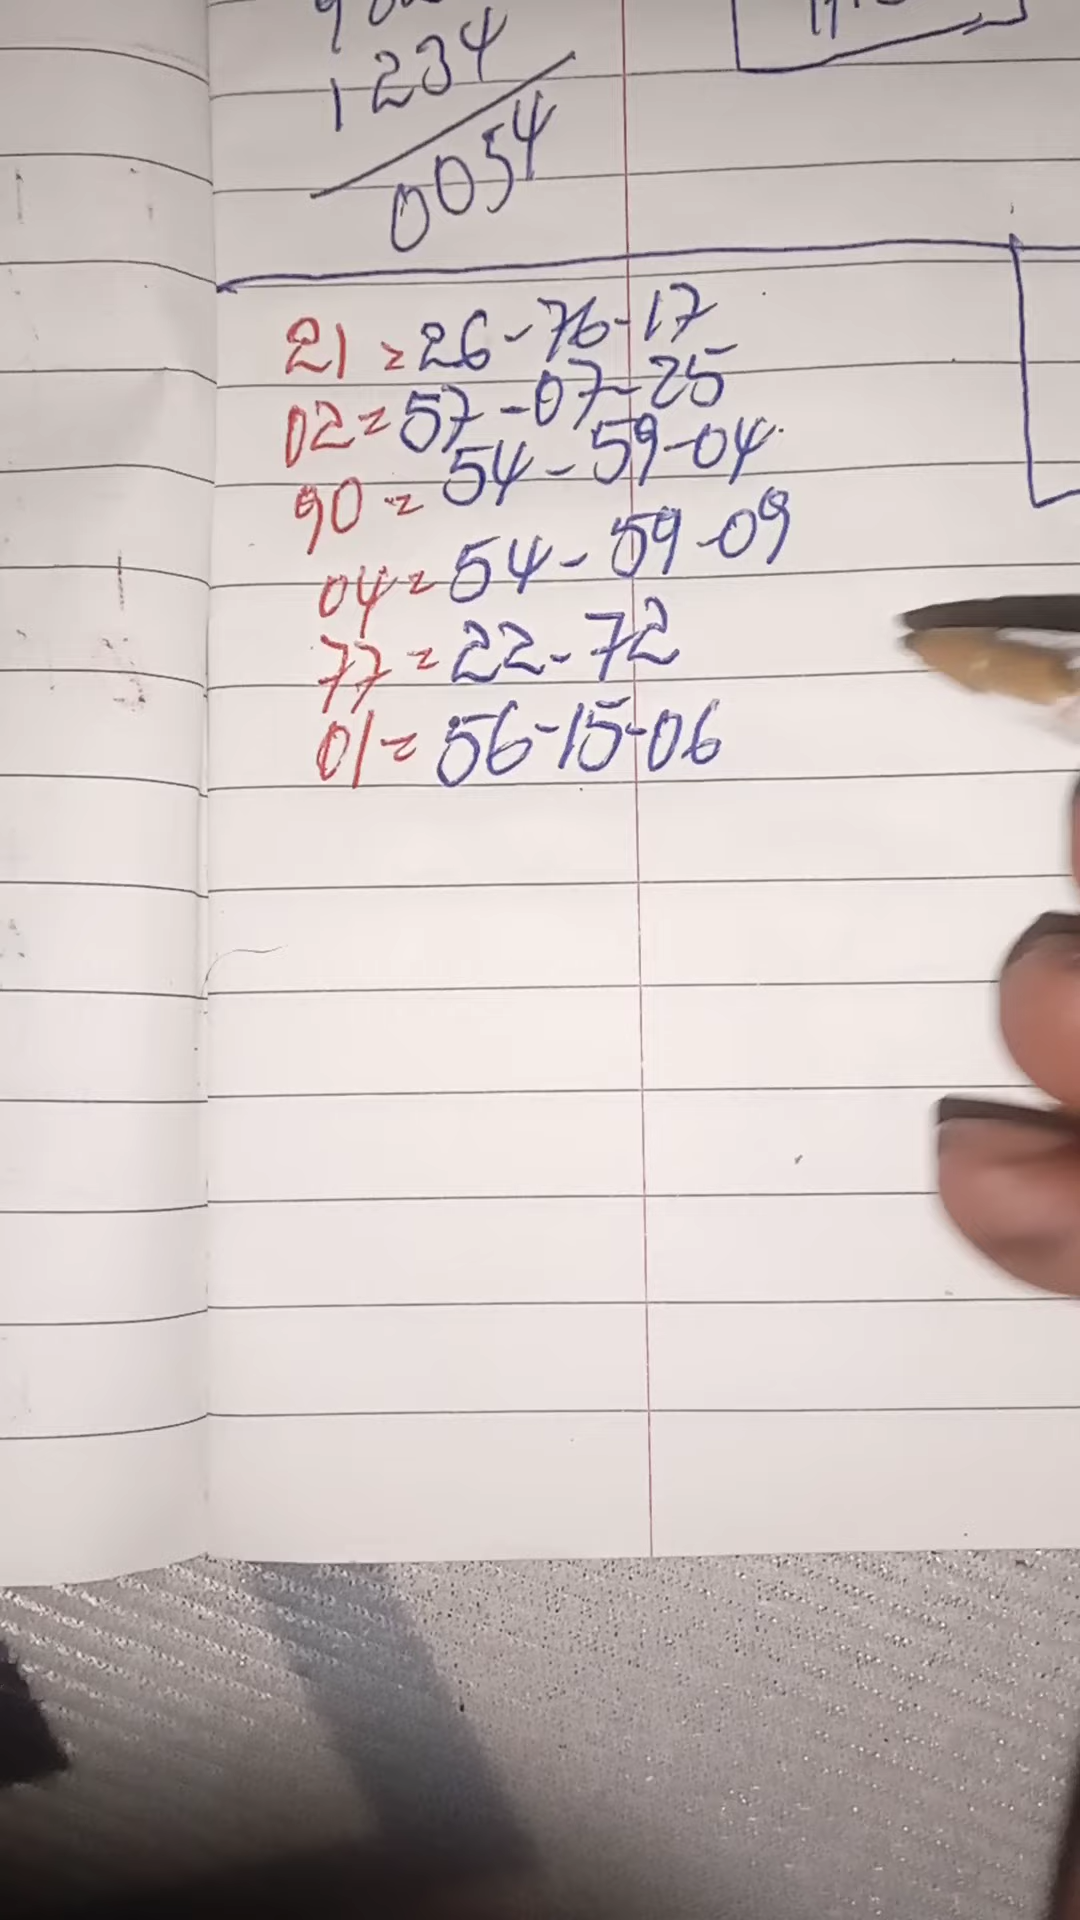 1234
0054
21 = 26 - 76 - 17
02 = 57 - 07 - 25
90 = 54 - 59 - 04
04 = 54 - 59 - 09
77 = 22 - 72
01 = 56 - 15 - 06